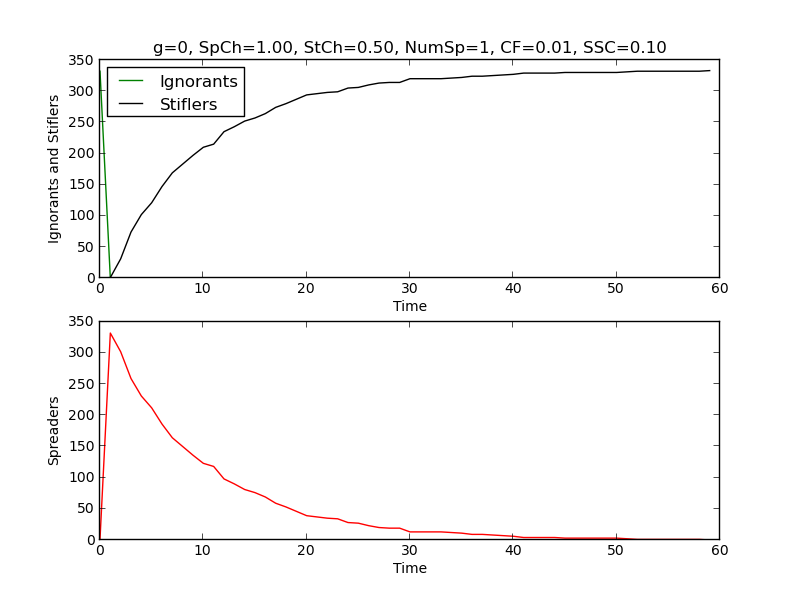 g=0, SpCh=1.00, StCh=0.50, NumSp=1, CF=0.01, SSC=0.10
Ignorants and Stiflers
350
300
250
200
150
100
50
0
Ignorants
Stiflers
0 10 20 30 40 50 60
Time
Spreaders
350
300
250
200
150
100
50
0
0 10 20 30 40 50 60
Time